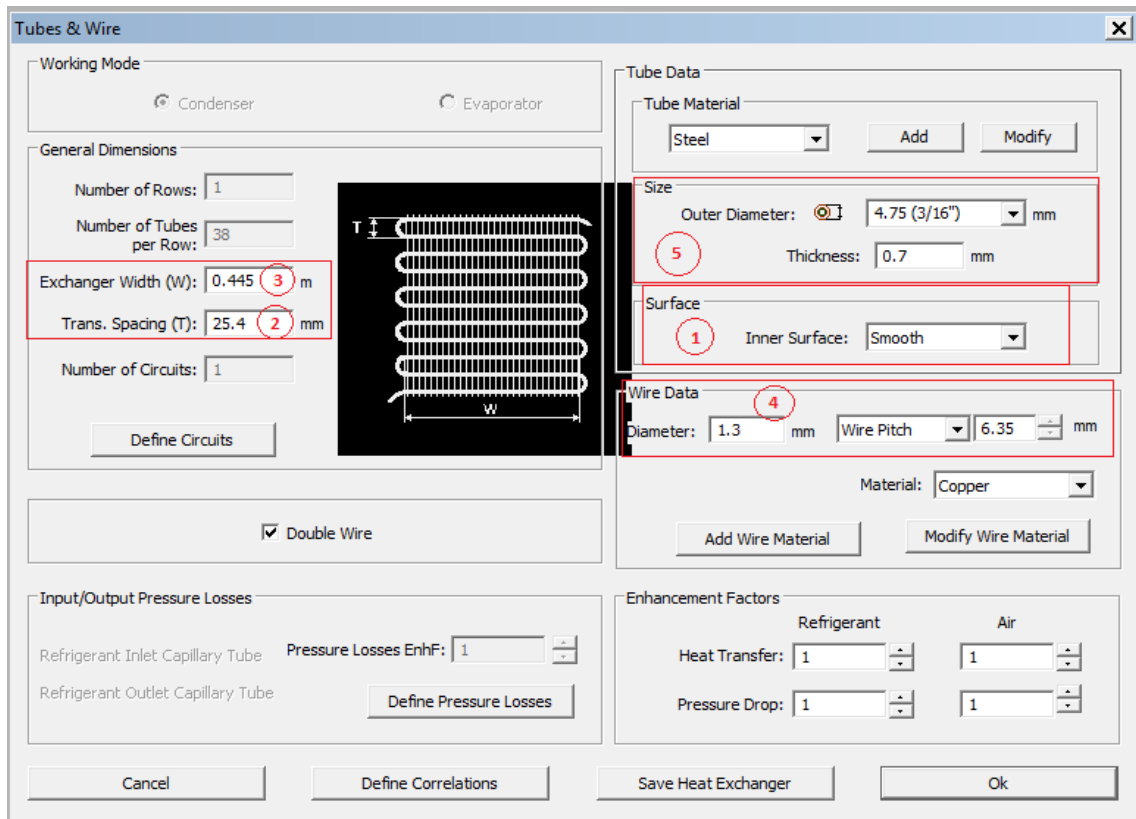 Tubes & Wire
Working Mode
Condenser
Evaporator
General Dimensions
Number of Rows: 1
Number of Tubes
per Row: 38
Exchanger Width (W): 0.445 3 m
Trans. Spacing (T): 25.4 2 mm
Number of Circuits: 1
Define Circuits
T
W
Double Wire
Input/Output Pressure Losses
Refrigerant Inlet Capillary Tube
Pressure Losses EnhF: 1
Refrigerant Outlet Capillary Tube
Define Pressure Losses
Tube Data
Tube Material
Steel Add Modify
Size
Outer Diameter: 4.75 (3/16") mm
5
Thickness: 0.7 mm
Surface
1
Inner Surface: Smooth
Wire Data
4
Diameter: 1.3 mm Wire Pitch 6.35 mm
Material: Copper
Add Wire Material Modify Wire Material
Enhancement Factors
Refrigerant Air
Heat Transfer: 1 1
Pressure Drop: 1 1
Cancel Define Correlations Save Heat Exchanger Ok